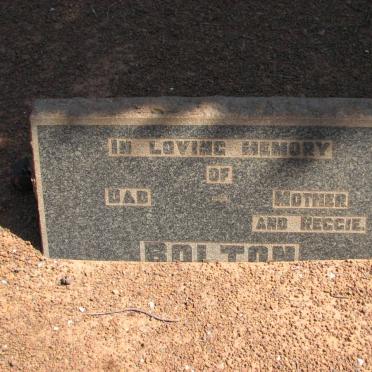 IN LOVING MEMORY
OF
DAD - MOTHER
AND REGGIE.
BOLTON